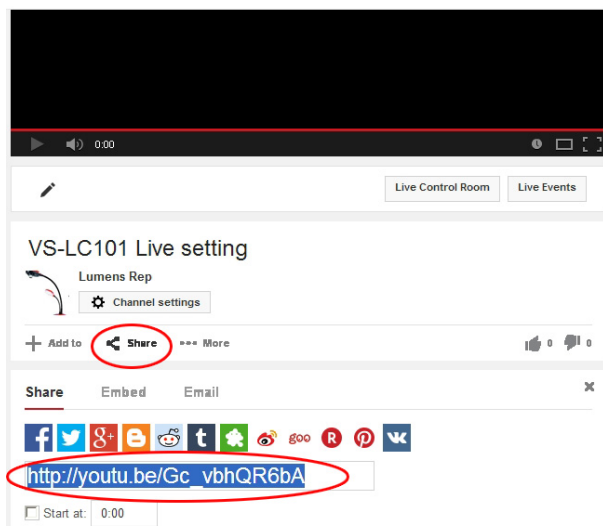 0:00
Live Control Room Live Events
VS-LC101 Live setting
Lumens Rep
Channel settings
Add to Share More 0 0
Share Embed Email
f g+ B t goo R
http://youtu.be/Gc_vbhQR6bA
Start at: 0:00